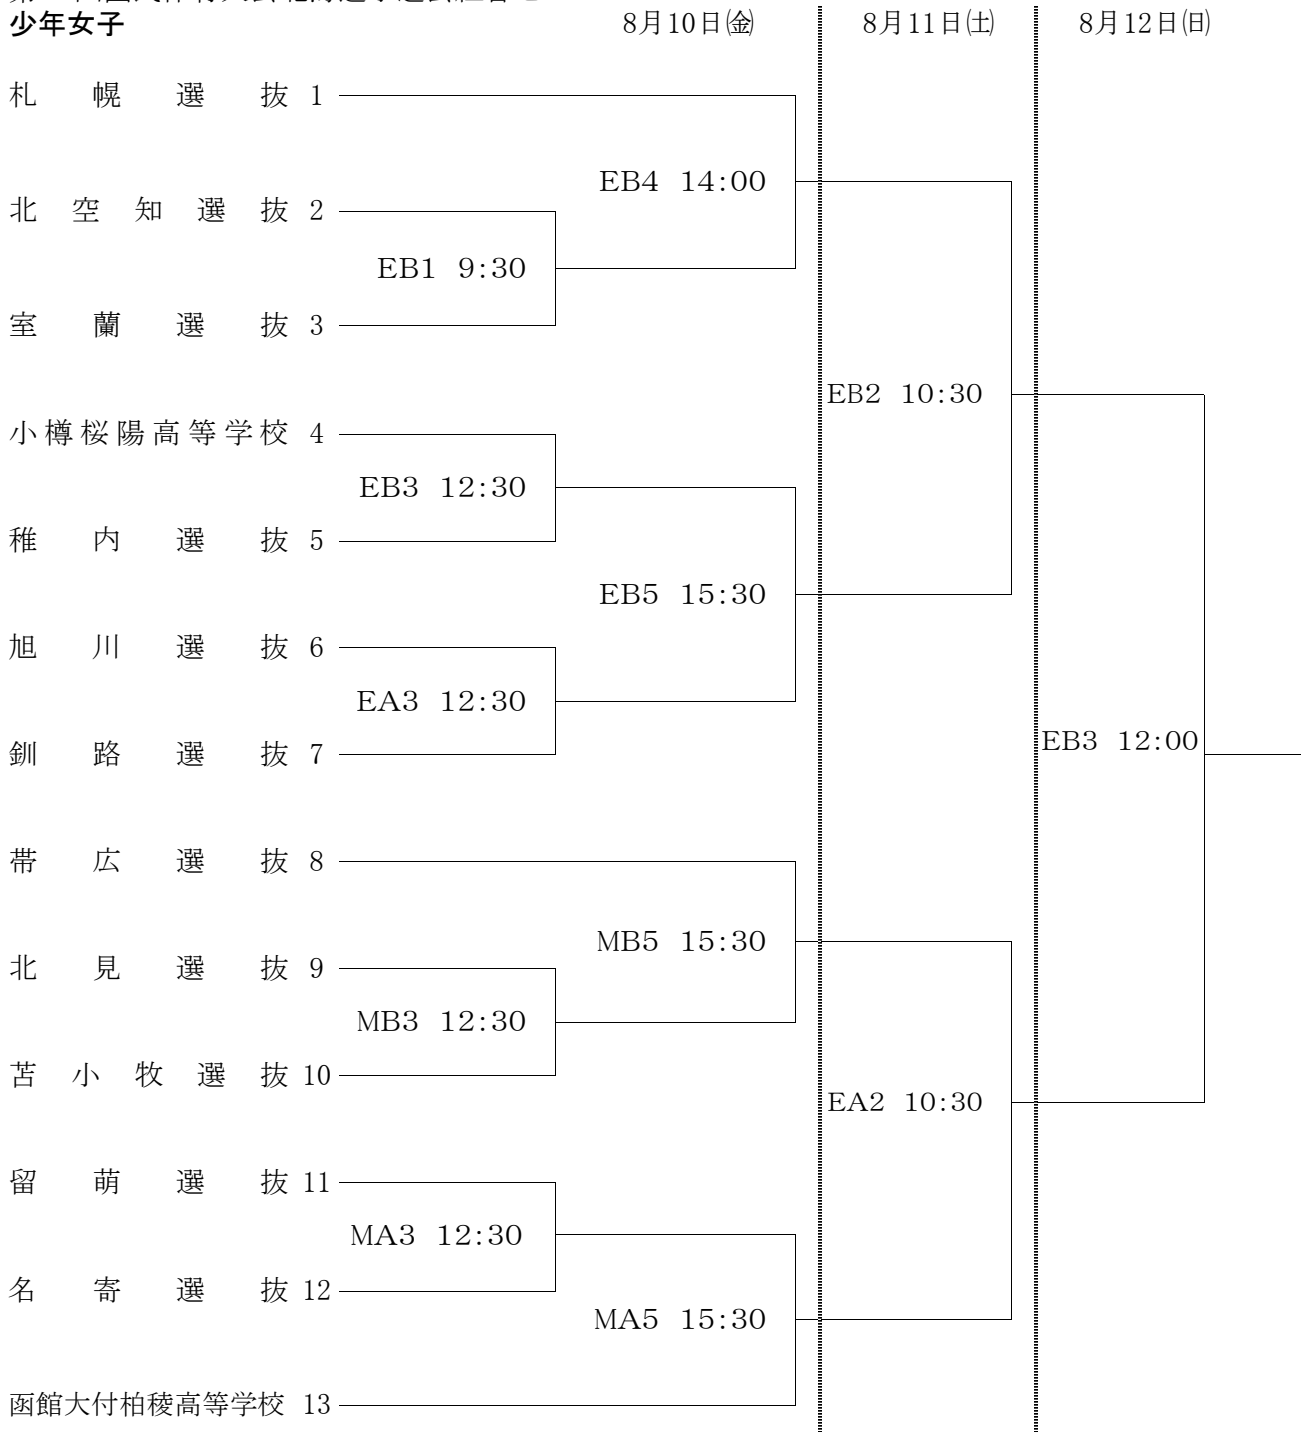 少年女子 8月10日㈮ 8月11日㈯ 8月12日㈰
札幌選抜 1
EB4 14:00
北空知選抜 2
EB1 9:30
室蘭選抜 3
EB2 10:30
小樽桜陽高等学校 4
EB3 12:30
稚内選抜 5
EB5 15:30
旭川選抜 6
EA3 12:30
釧路選抜 7
EB3 12:00
帯広選抜 8
MB5 15:30
北見選抜 9
MB3 12:30
苫小牧選抜 10
EA2 10:30
留萌選抜 11
MA3 12:30
名寄選抜 12
MA5 15:30
函館大付柏稜高等学校 13